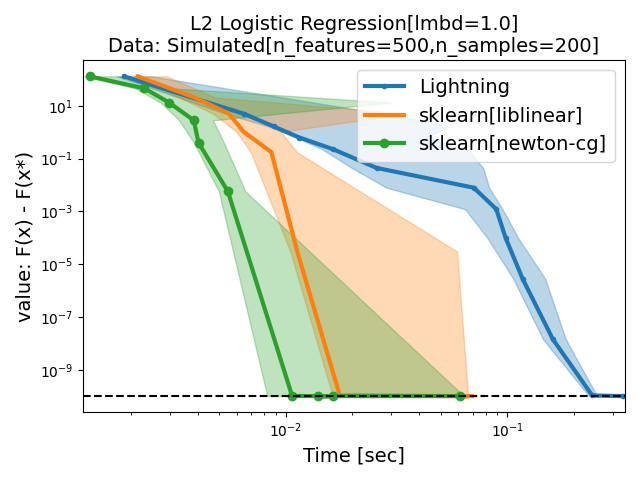 L2 Logistic Regression[lmbd=1.0]
Data: Simulated[n_features=500,n_samples=200]
Lightning
sklearn[liblinear]
sklearn[newton-cg]
value: F(x) - F(x*)
10¹
10⁻¹
10⁻³
10⁻⁵
10⁻⁷
10⁻⁹
10⁻²
10⁻¹
Time [sec]